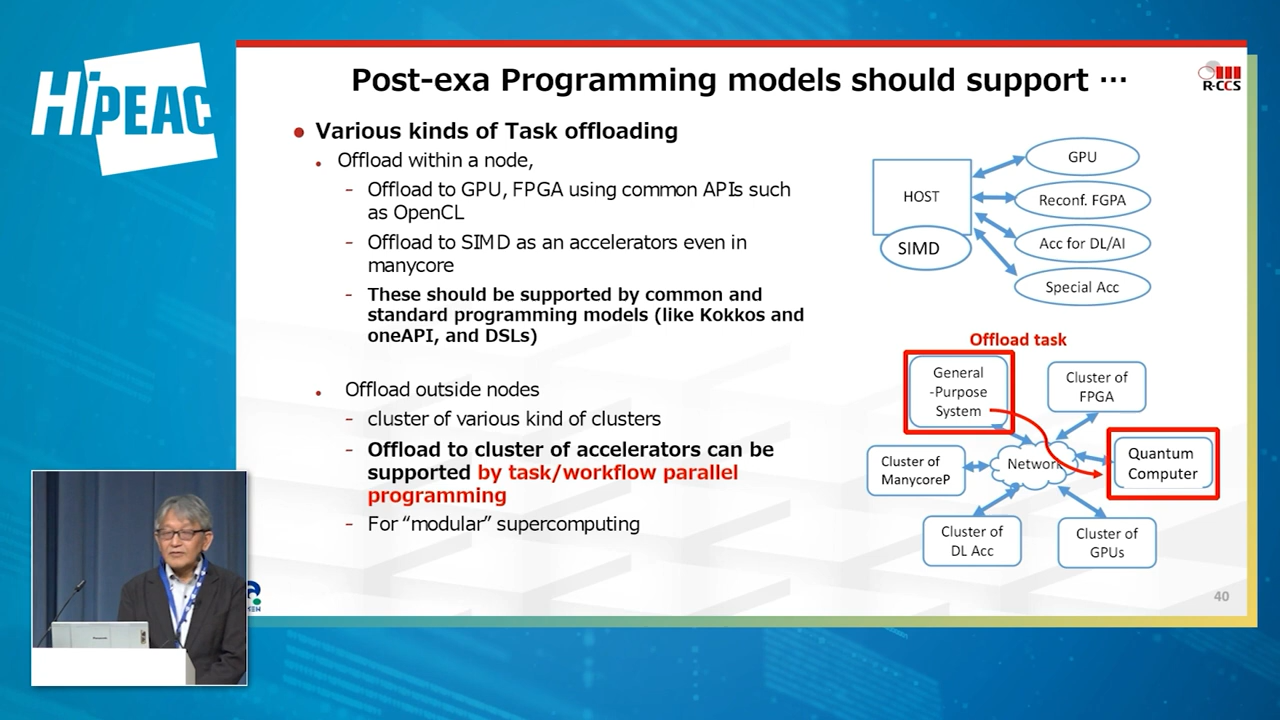 HiPEAC
Post-exa Programming models should support ⋯
R-CCS
● Various kinds of Task offloading
• Offload within a node,
– Offload to GPU, FPGA using common APIs such
as OpenCL
– Offload to SIMD as an accelerators even in
manycore
– These should be supported by common and
standard programming models (like Kokkos and
oneAPI, and DSLs)
• Offload outside nodes
– cluster of various kind of clusters
– Offload to cluster of accelerators can be
supported by task/workflow parallel
programming
– For “modular” supercomputing
HOST
SIMD
GPU
Reconf. FGPA
Acc for DL/AI
Special Acc
Offload task
General
-Purpose
System
Cluster of
FPGA
Cluster of
ManycoreP
Network
Quantum
Computer
Cluster of
DL Acc
Cluster of
GPUs
40